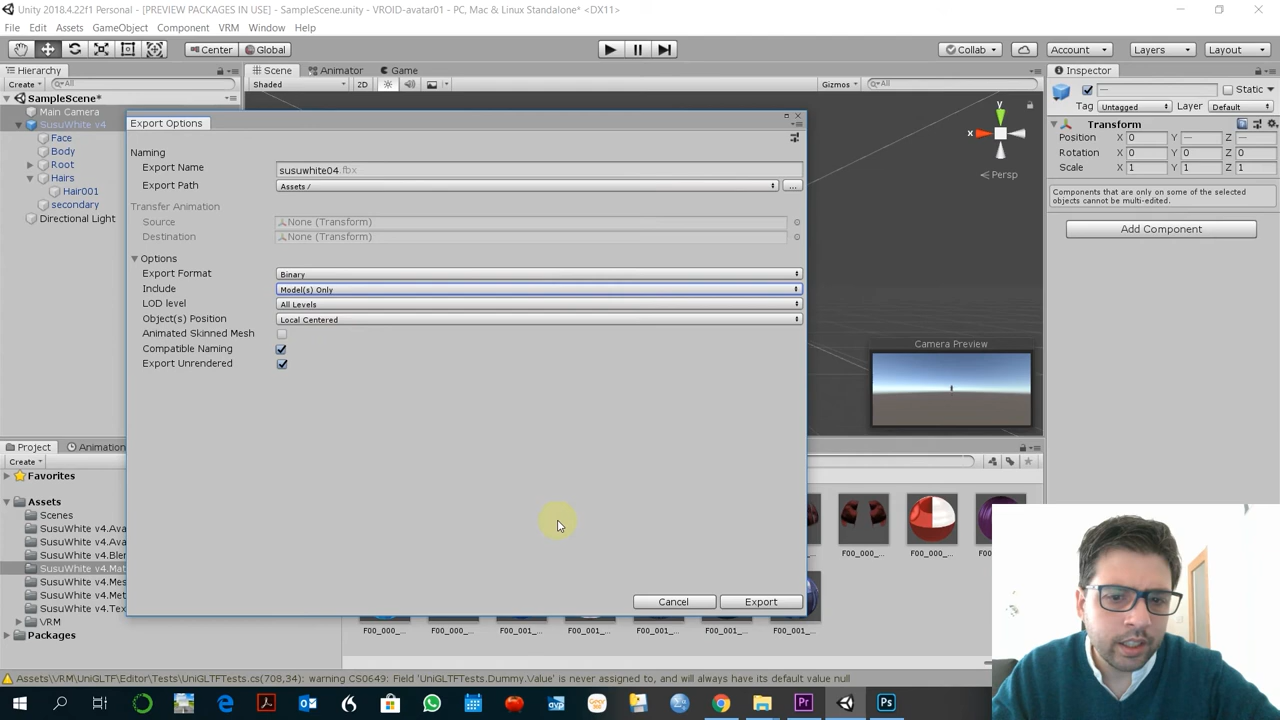 Unity 2018.4.22f1 Personal - [PREVIEW PACKAGES IN USE] - SampleScene.unity - VROID-avatar01 - PC, Mac & Linux Standalone* <DX11>
File Edit Assets GameObject Component VRM Window Help
Center Global Collab Account Layers Layout
Hierarchy Scene Animator Game Inspector
Create All Shaded 2D Gizmos All
— Static
SampleScene*
Main Camera
Tag Untagged Layer Default
SusuWhite v4
Export Options
Transform
Face
Position X 0 Y — Z —
Body
Naming
Rotation X 0 Y 0 Z 0
Root
Export Name susuwhite04.fbx
Scale X 1 Y 1 Z 1
Hairs
Export Path Assets / ...
Hair001
Components that are only on some of the selected objects cannot be multi-edited.
secondary
Transfer Animation
Directional Light
Source None (Transform)
Add Component
Destination None (Transform)
y
x
Persp
Options
Export Format Binary
Include Model(s) Only
LOD level All Levels
Object(s) Position Local Centered
Animated Skinned Mesh
Compatible Naming
Export Unrendered
Camera Preview
Project Animation
Create
Favorites
Assets
Scenes
SusuWhite v4.Ava
SusuWhite v4.Ava
SusuWhite v4.Ble
SusuWhite v4.Mat
SusuWhite v4.Mes
SusuWhite v4.Met
SusuWhite v4.Tex
VRM
Packages
F00_000_... F00_000_... F00_000_...
Cancel Export
F00_000_... F00_000_... F00_001_... F00_001_... F00_001_... F00_001_... F00_001_...
Assets\VRM\UniGLTF\Editor\Tests\UniGLTFTests.cs(708,34): warning CS0649: Field 'UniGLTFTests.Dummy.Value' is never assigned to, and will always have its default value null
Pr Ps